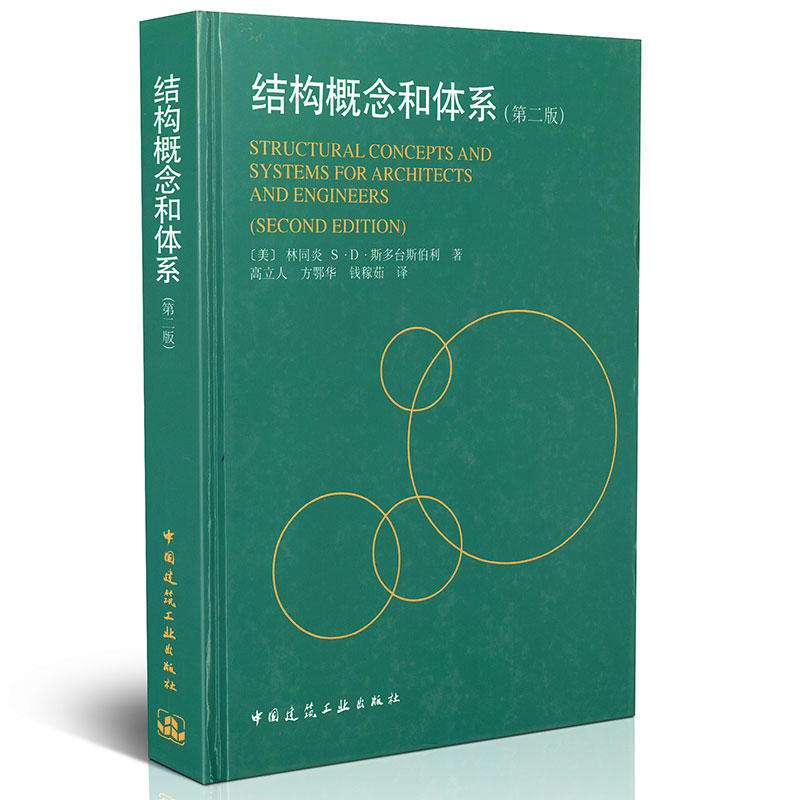 结构概念和体系(第二版)
中国建筑工业出版社
结构概念和体系(第二版)
STRUCTURAL CONCEPTS AND
SYSTEMS FOR ARCHITECTS
AND ENGINEERS
(SECOND EDITION)
〔美〕 林同炎 S·D·斯多台斯伯利 著
高立人 方鄂华 钱稼茹 译
中国建筑工业出版社